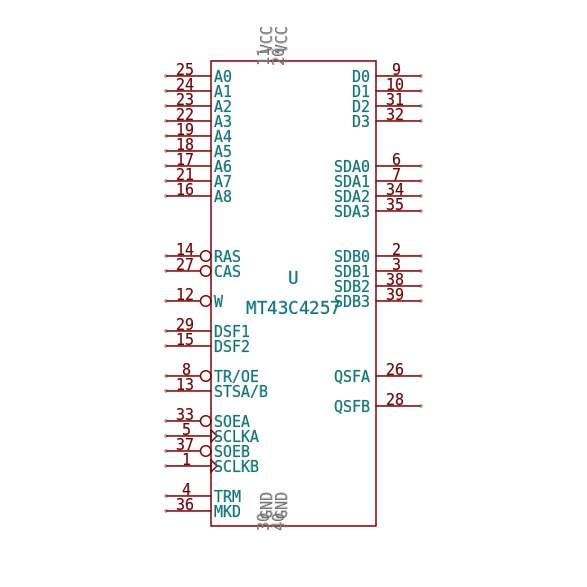 11 VCC
20 VCC
25 A0
24 A1
23 A2
22 A3
19 A4
18 A5
17 A6
21 A7
16 A8
14 RAS
27 CAS
12 W
29 DSF1
15 DSF2
8 TR/OE
13 STSA/B
33 SOEA
5 SCLKA
37 SOEB
1 SCLKB
4 TRM
36 MKD
U
MT43C4257
D0 9
D1 10
D2 31
D3 32
SDA0 6
SDA1 7
SDA2 34
SDA3 35
SDB0 2
SDB1 3
SDB2 38
SDB3 39
QSFA 26
QSFB 28
GND
GND